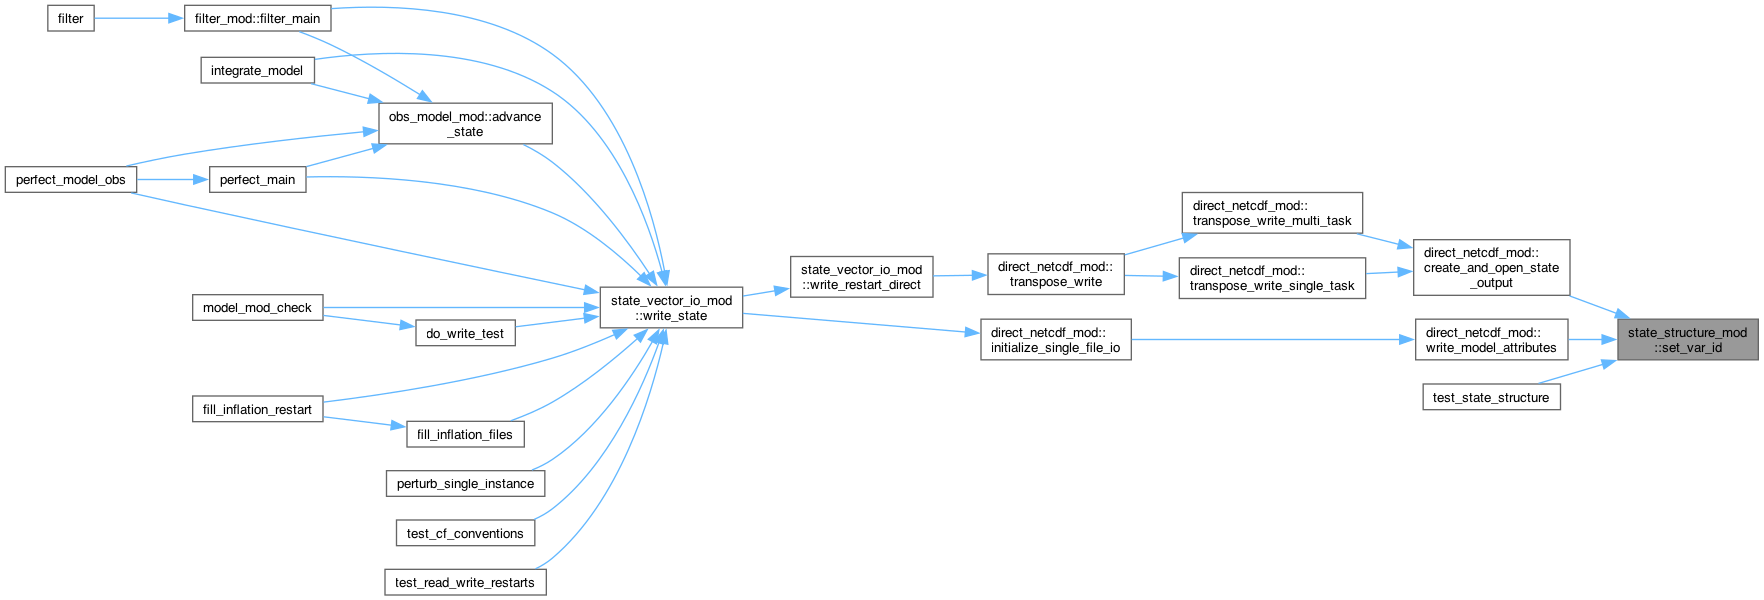 filter
filter_mod::filter_main
integrate_model
obs_model_mod::advance
_state
perfect_model_obs
perfect_main
state_vector_io_mod
::write_state
model_mod_check
do_write_test
fill_inflation_restart
fill_inflation_files
perturb_single_instance
test_cf_conventions
test_read_write_restarts
state_vector_io_mod
::write_restart_direct
direct_netcdf_mod::
transpose_write
direct_netcdf_mod::
initialize_single_file_io
direct_netcdf_mod::
transpose_write_multi_task
direct_netcdf_mod::
transpose_write_single_task
direct_netcdf_mod::
create_and_open_state
_output
direct_netcdf_mod::
write_model_attributes
test_state_structure
state_structure_mod
::set_var_id